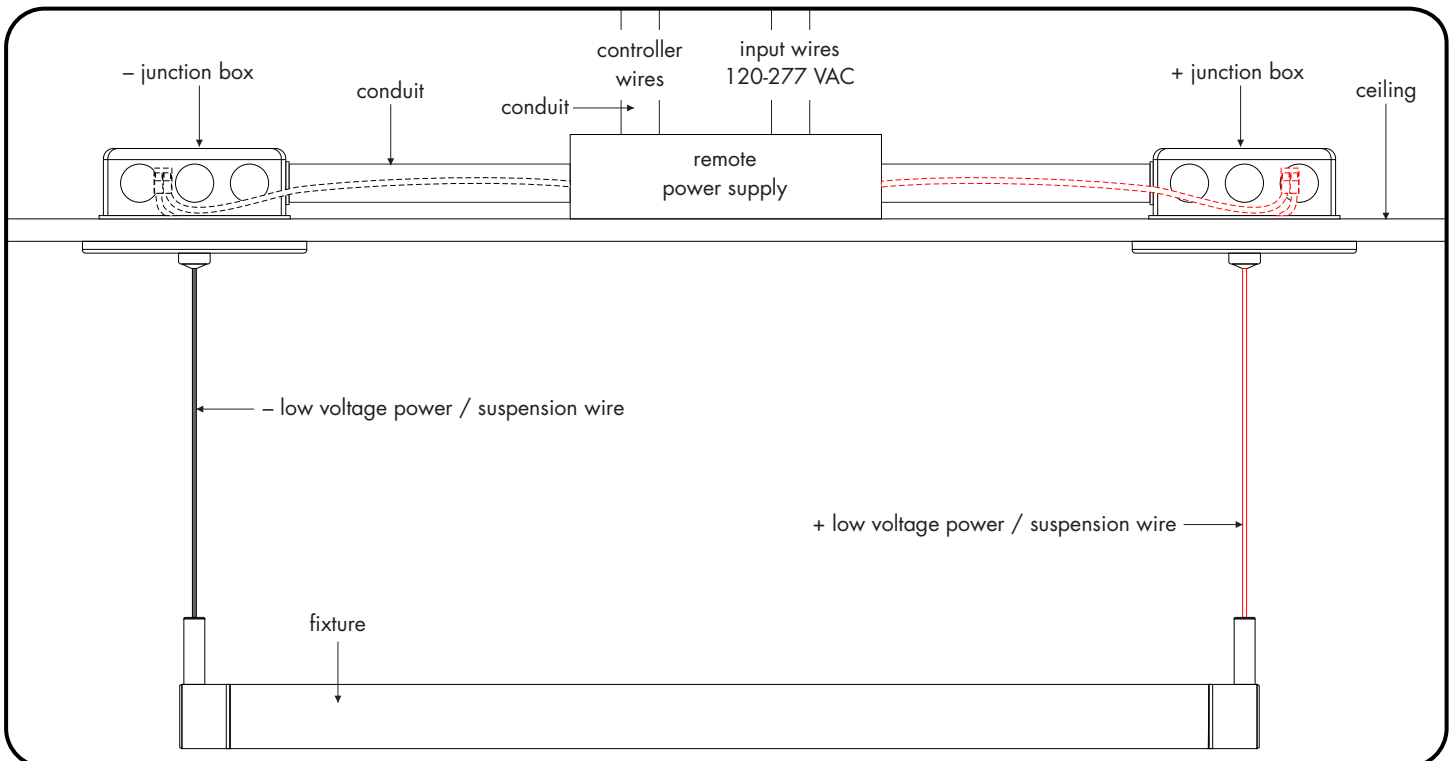 controller
wires
input wires
120-277 VAC
– junction box
+ junction box
conduit
ceiling
conduit
remote
power supply
– low voltage power / suspension wire
+ low voltage power / suspension wire
fixture